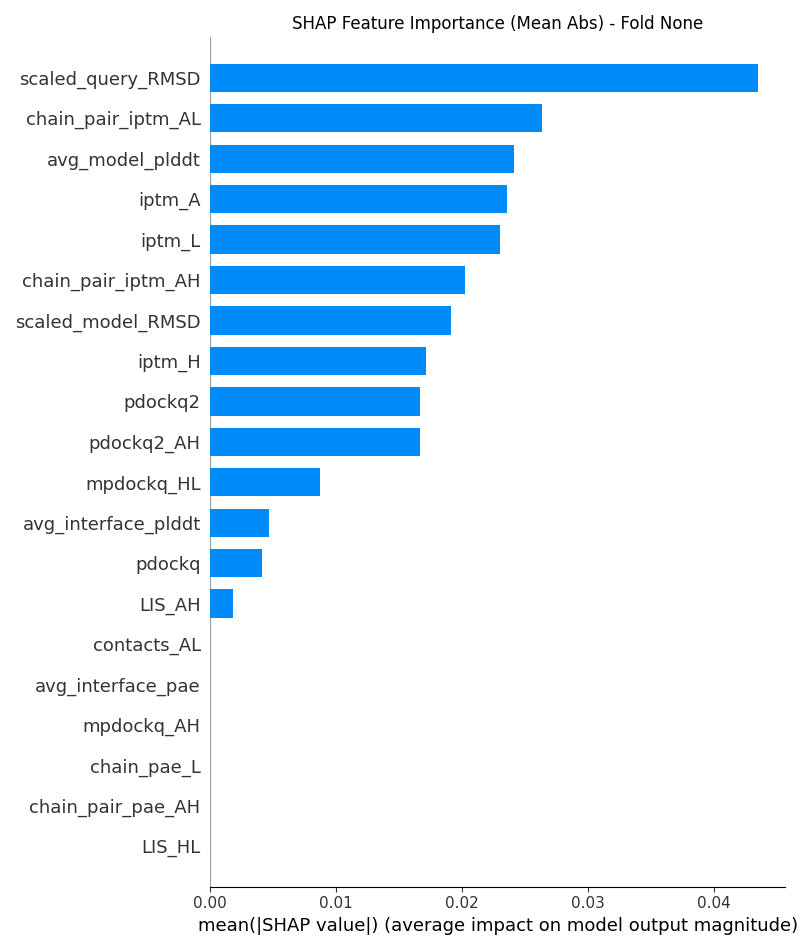 SHAP Feature Importance (Mean Abs) - Fold None
scaled_query_RMSD
chain_pair_iptm_AL
avg_model_plddt
iptm_A
iptm_L
chain_pair_iptm_AH
scaled_model_RMSD
iptm_H
pdockq2
pdockq2_AH
mpdockq_HL
avg_interface_plddt
pdockq
LIS_AH
contacts_AL
avg_interface_pae
mpdockq_AH
chain_pae_L
chain_pair_pae_AH
LIS_HL
0.00 0.01 0.02 0.03 0.04
mean(|SHAP value|) (average impact on model output magnitude)